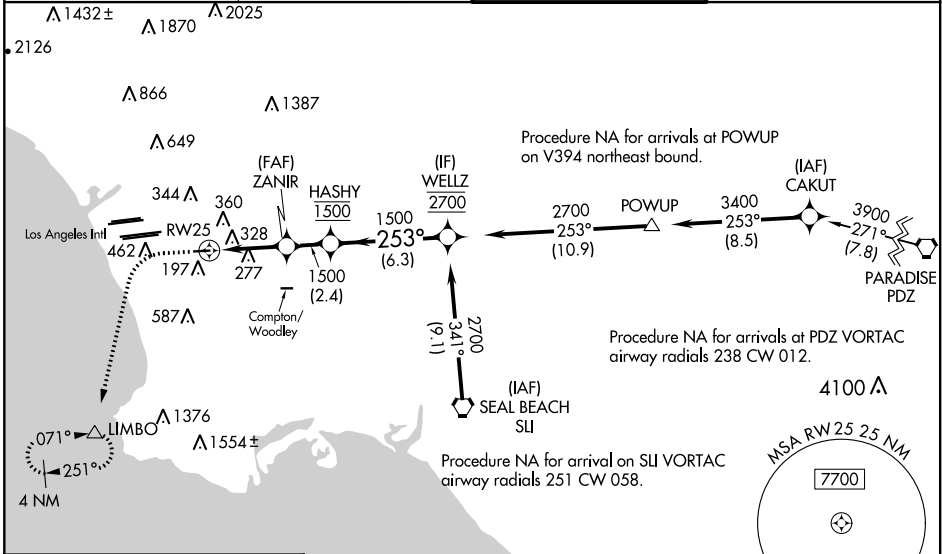 1432±
1870
2025
2126
866
1387
649
Procedure NA for arrivals at POWUP
on V394 northeast bound.
(FAF)
ZANIR
HASHY
1500
(IF)
WELLZ
2700
(IAF)
CAKUT
344
360
RW25
328
Los Angeles Intl
462
197
277
1500
253°
(6.3)
1500
(2.4)
2700
253°
(10.9)
POWUP
3400
253°
(8.5)
3900
271°
(7.8)
PARADISE
PDZ
587
Compton/
Woodley
2700
341°
(9.1)
Procedure NA for arrivals at PDZ VORTAC
airway radials 238 CW 012.
4100
(IAF)
SEAL BEACH
SLI
1376
LIMBO
071°
251°
4 NM
1554±
Procedure NA for arrival on SLI VORTAC
airway radials 251 CW 058.
MSA RW25 25 NM
7700